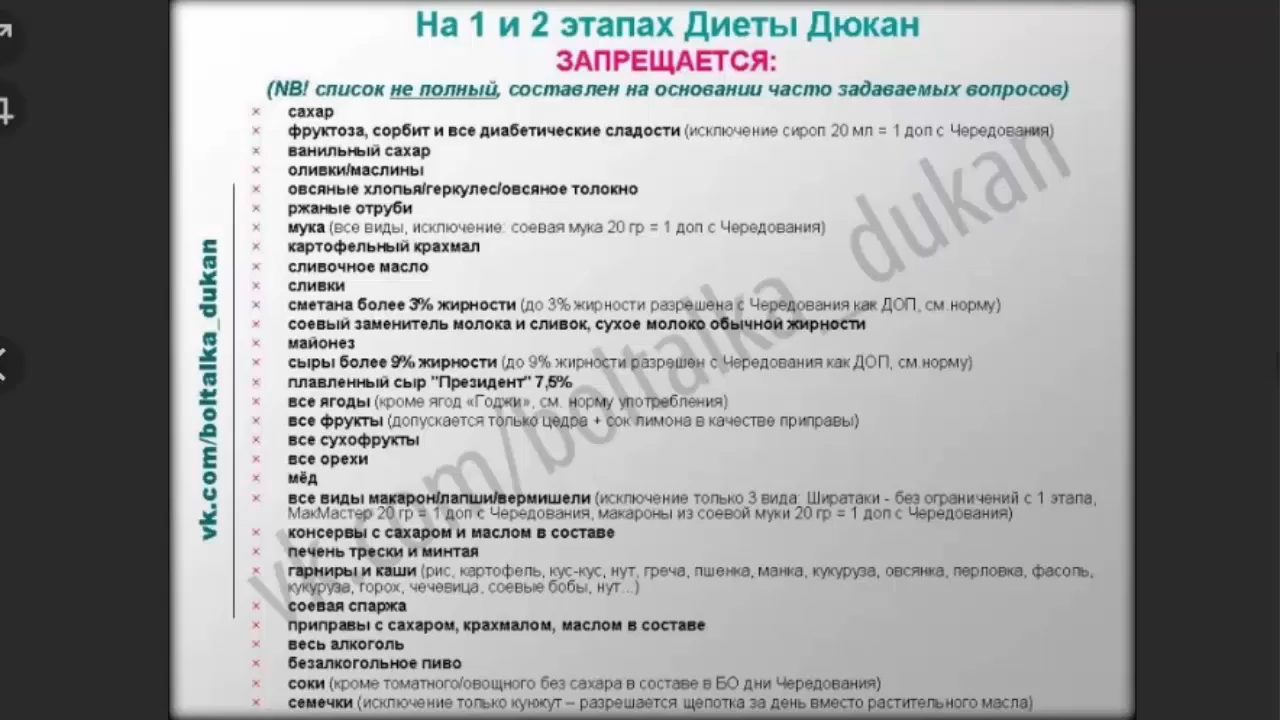 На 1 и 2 этапах Диеты Дюкан
ЗАПРЕЩАЕТСЯ:
(NB! список не полный, составлен на основании часто задаваемых вопросов)
× сахар
× фруктоза, сорбит и все диабетические сладости (исключение сироп 20 мл = 1 доп с Чередования)
× ванильный сахар
× оливки/маслины
× овсяные хлопья/геркулес/овсяное толокно
× ржаные отруби
× мука (все виды, исключение: соевая мука 20 гр = 1 доп с Чередования)
× картофельный крахмал
× сливочное масло
× сливки
× сметана более 3% жирности (до 3% жирности разрешена с Чередования как ДОП, см.норму)
× соевый заменитель молока и сливок, сухое молоко обычной жирности
× майонез
× сыры более 9% жирности (до 9% жирности разрешен с Чередования как ДОП, см.норму)
× плавленный сыр "Президент" 7,5%
× все ягоды (кроме ягод «Годжи», см. норму употребления)
× все фрукты (допускается только цедра + сок лимона в качестве приправы)
× все сухофрукты
× все орехи
× мёд
× все виды макарон/лапши/вермишели (исключение только 3 вида: Ширатаки - без ограничений с 1 этапа,
МакМастер 20 гр = 1 доп с Чередования, макароны из соевой муки 20 гр = 1 доп с Чередования)
× консервы с сахаром и маслом в составе
× печень трески и минтая
× гарниры и каши (рис, картофель, кус-кус, нут, греча, пшенка, манка, кукуруза, овсянка, перловка, фасоль,
кукуруза, горох, чечевица, соевые бобы, нут...)
× соевая спаржа
× приправы с сахаром, крахмалом, маслом в составе
× весь алкоголь
× безалкогольное пиво
× соки (кроме томатного/овощного без сахара в составе в БО дни Чередования)
× семечки (исключение только кунжут – разрешается щепотка за день вместо растительного масла)
vk.com/boltalka_dukan
vk.com/boltalka_dukan